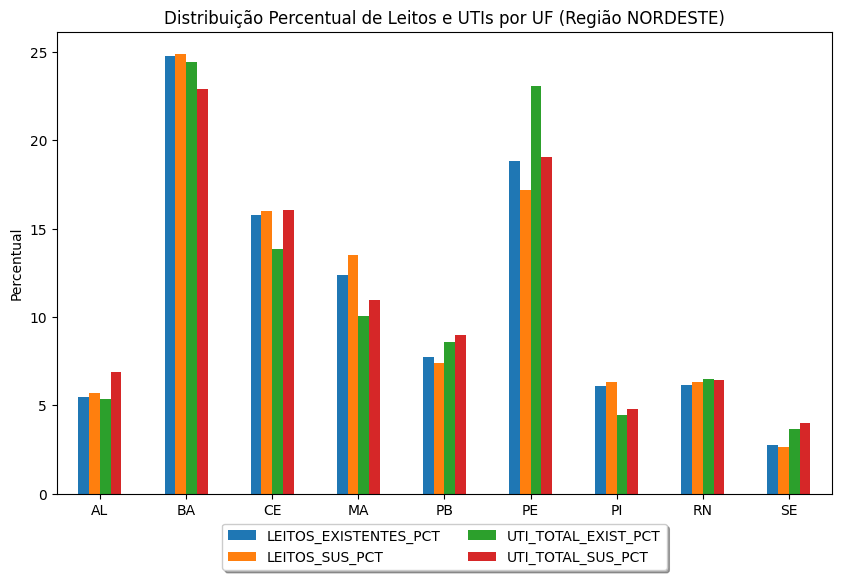 Distribuição Percentual de Leitos e UTIs por UF (Região NORDESTE)
Percentual
25
20
15
10
5
0
AL BA CE MA PB PE PI RN SE
LEITOS_EXISTENTES_PCT UTI_TOTAL_EXIST_PCT
LEITOS_SUS_PCT UTI_TOTAL_SUS_PCT